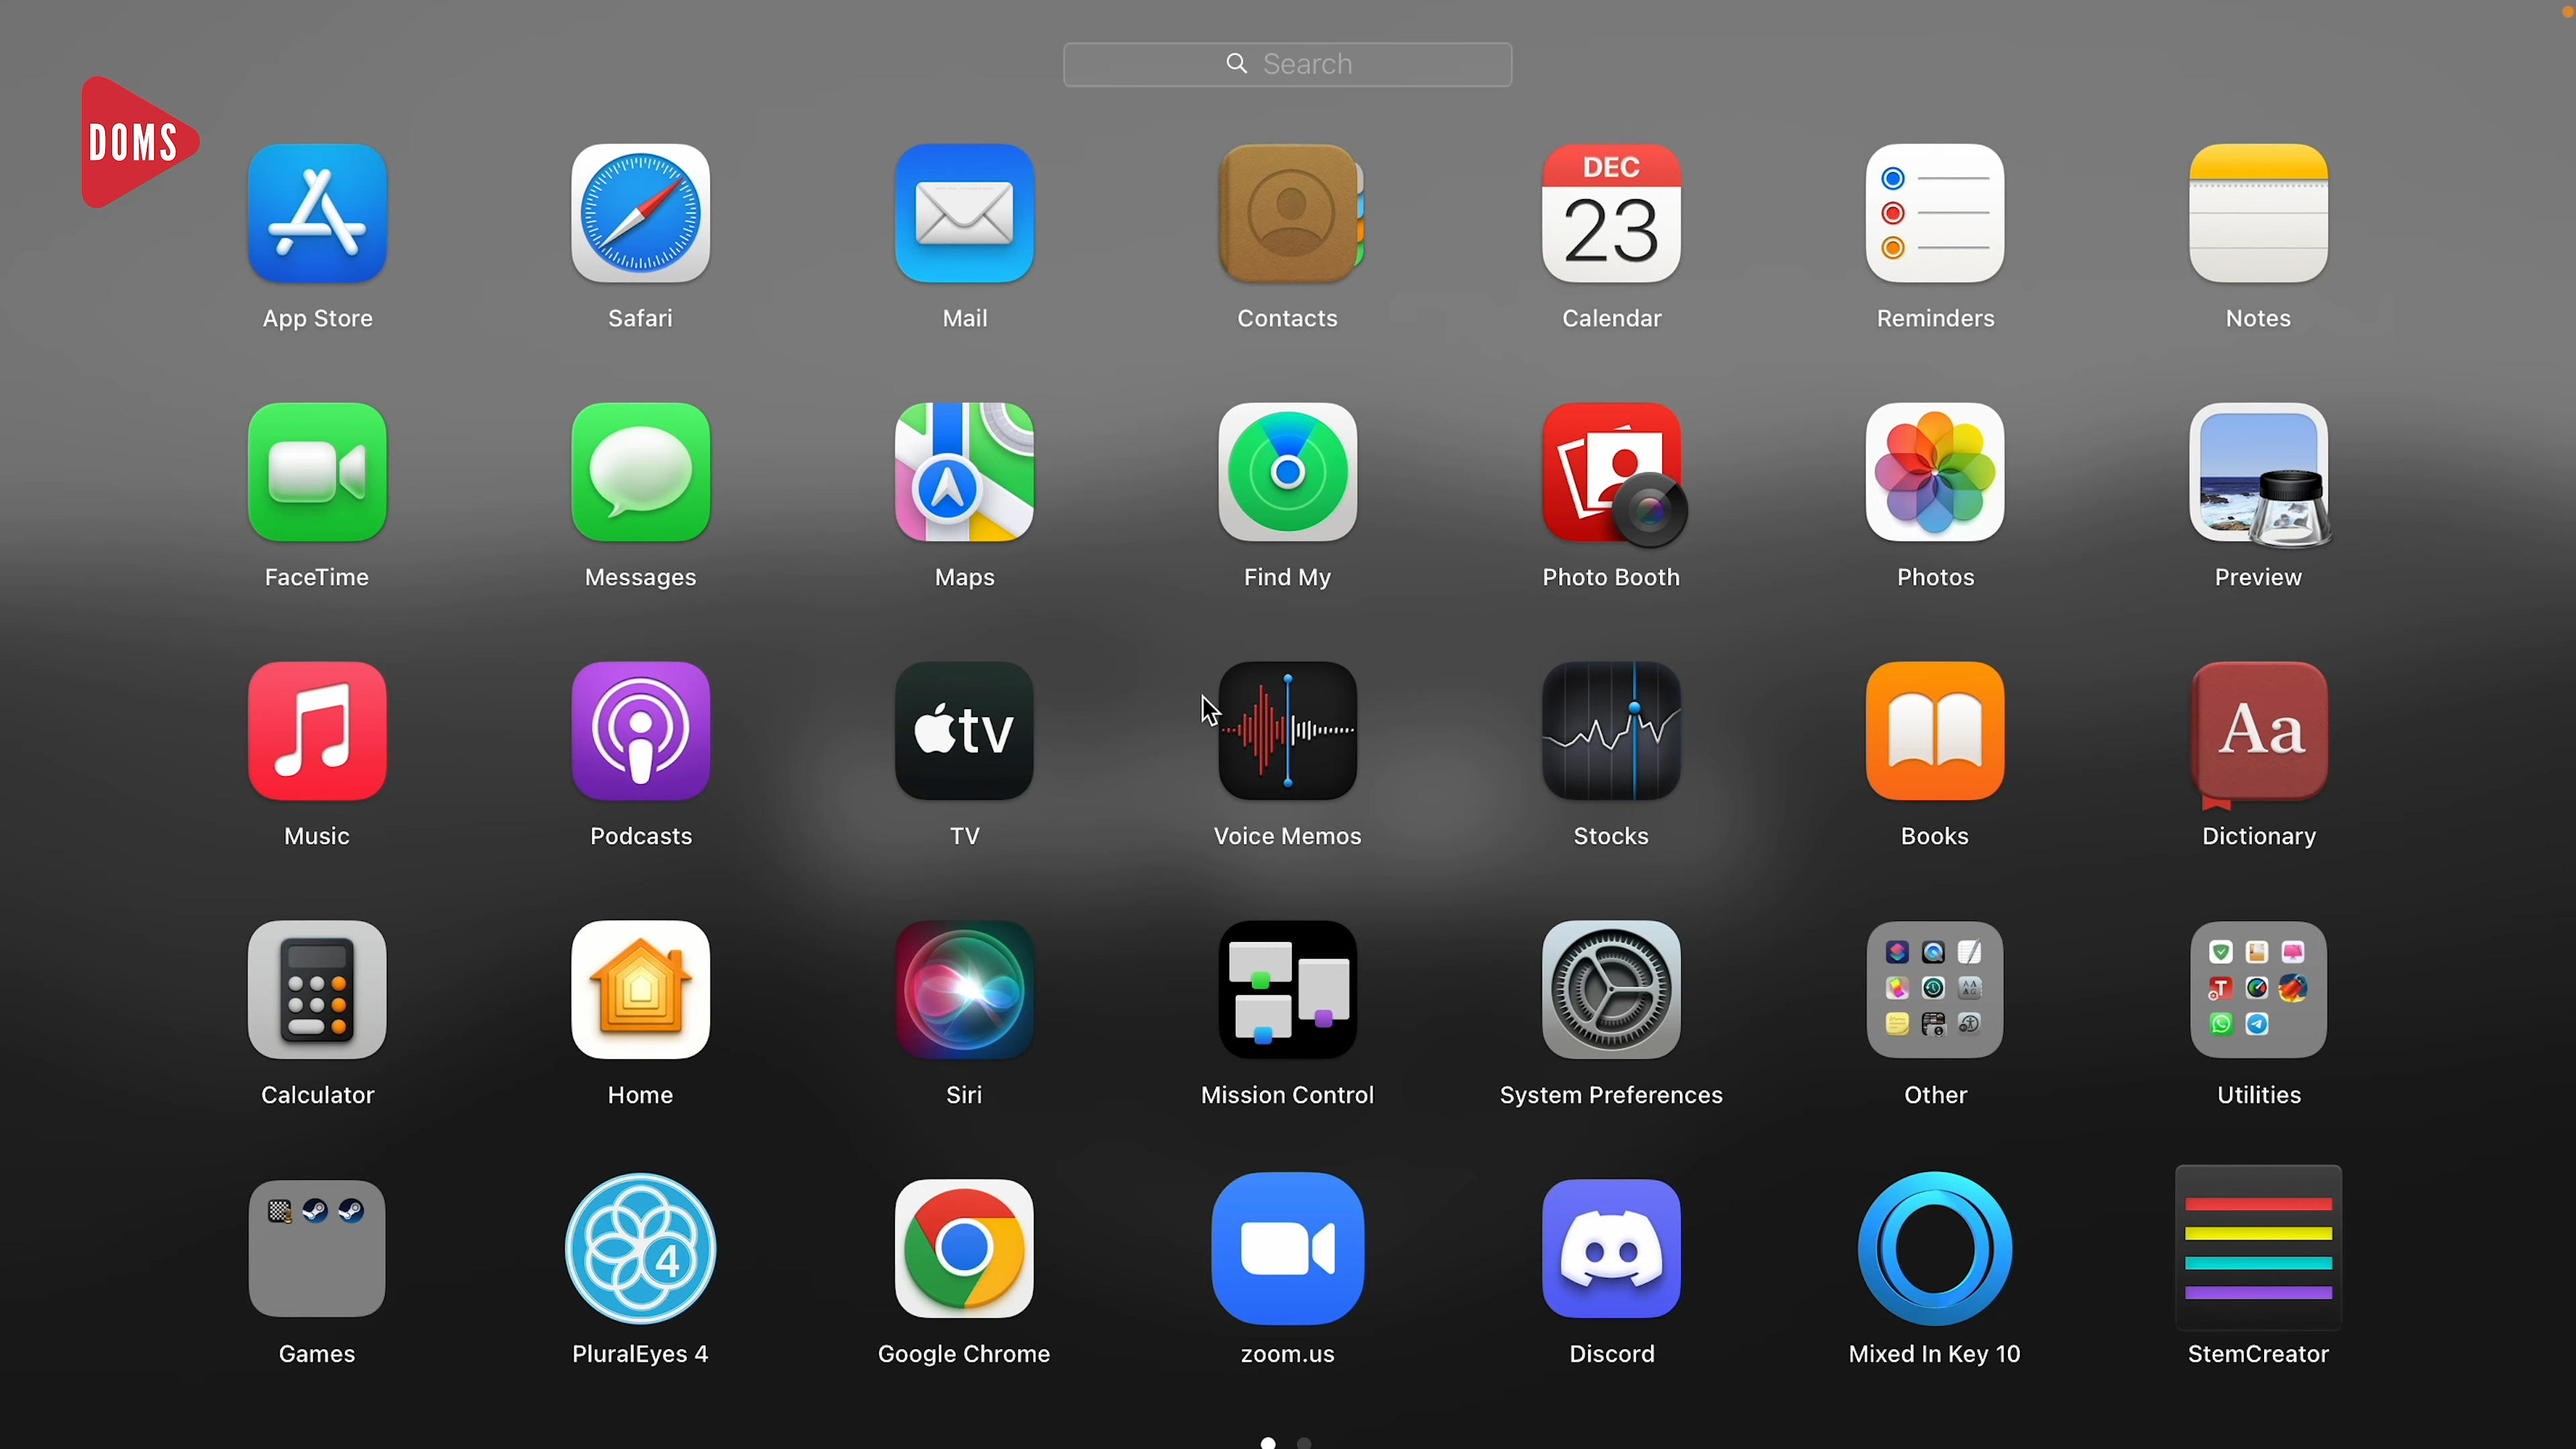 Search
DOMS
DEC
23
App Store
Safari
Mail
Contacts
Calendar
Reminders
Notes
FaceTime
Messages
Maps
Find My
Photo Booth
Photos
Preview
tv
Aa
Music
Podcasts
TV
Voice Memos
Stocks
Books
Dictionary
Calculator
Home
Siri
Mission Control
System Preferences
Other
Utilities
4
Games
PluralEyes 4
Google Chrome
zoom.us
Discord
Mixed In Key 10
StemCreator